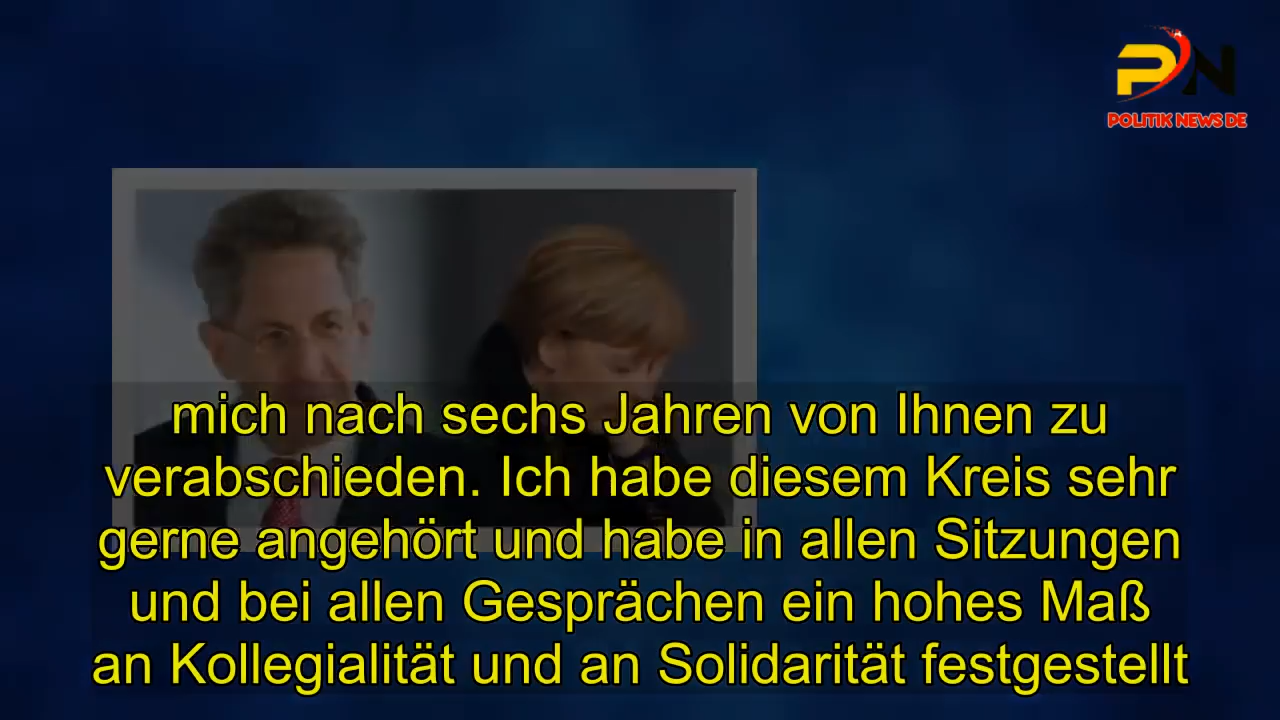 PN
POLITIK NEWS DE
mich nach sechs Jahren von Ihnen zu
verabschieden. Ich habe diesem Kreis sehr
gerne angehört und habe in allen Sitzungen
und bei allen Gesprächen ein hohes Maß
an Kollegialität und an Solidarität festgestellt